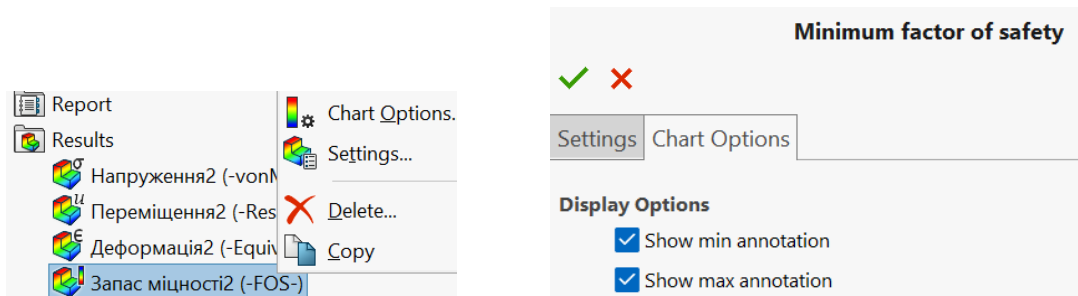 Report
Results
Напруження2 (-vonM
Переміщення2 (-Res
Деформація2 (-Equiv
Запас міцності2 (-FOS-)
Chart Options.
Settings...
Delete...
Copy
Minimum factor of safety
Settings
Chart Options
Display Options
Show min annotation
Show max annotation